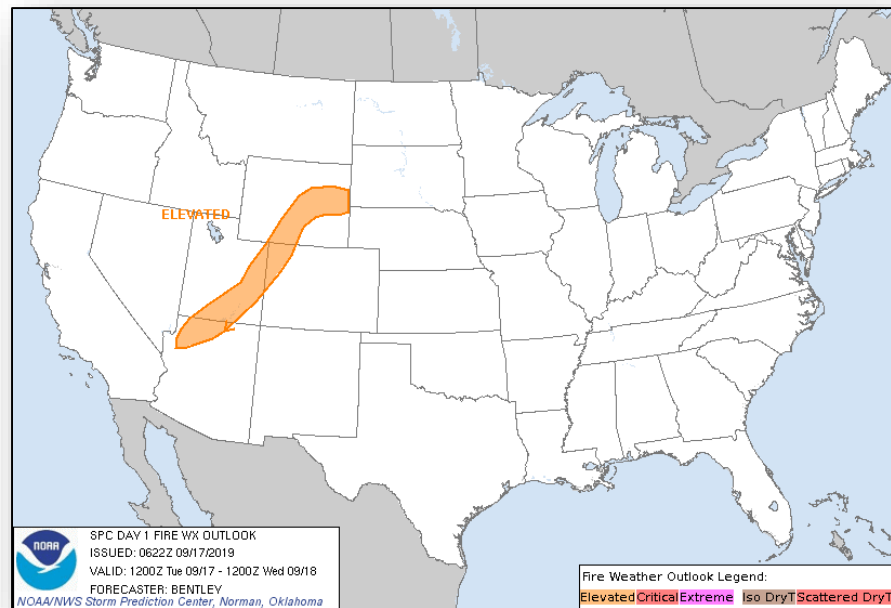 ELEVATED
NOAA
SPC DAY 1 FIRE WX OUTLOOK
ISSUED: 0622Z 09/17/2019
VALID: 1200Z Tue 09/17 - 1200Z Wed 09/18
FORECASTER: BENTLEY
NOAA/NWS Storm Prediction Center, Norman, Oklahoma
Fire Weather Outlook Legend:
Elevated Critical Extreme Iso DryT Scattered DryT